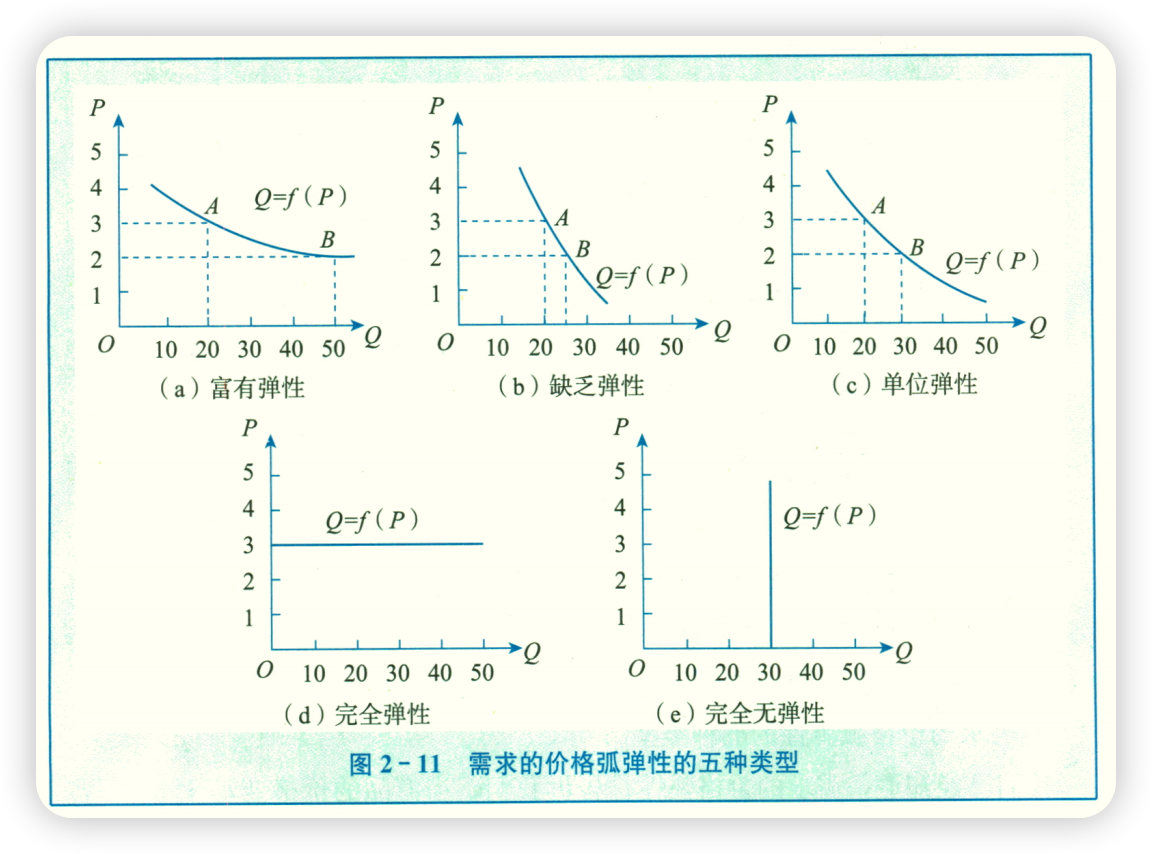 P P P
5 5 5
4 4 4
A Q=f(P)
3 3 A 3 A
B
2 2 B 2 B
Q=f(P) Q=f(P)
1 1 1
O 10 20 30 40 50 Q O 10 20 30 40 50 Q O 10 20 30 40 50 Q
(a)富有弹性 (b)缺乏弹性 (c)单位弹性
P P
5 5
4 Q=f(P) 4 Q=f(P)
3 3
2 2
1 1
O 10 20 30 40 50 Q O 10 20 30 40 50 Q
(d)完全弹性 (e)完全无弹性
图 2-11 需求的价格弧弹性的五种类型